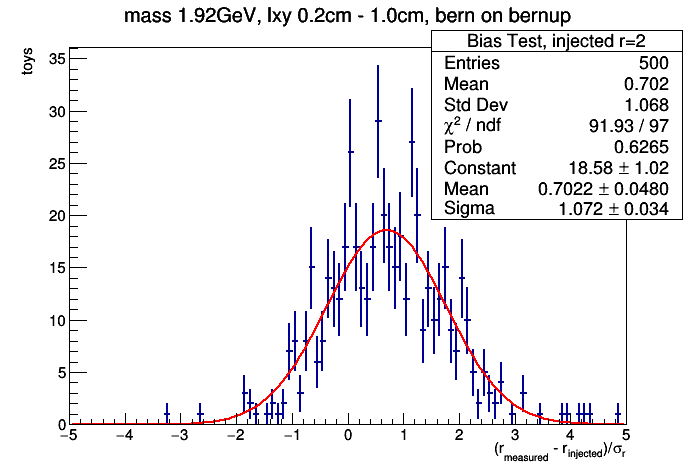 mass 1.92GeV, lxy 0.2cm - 1.0cm, bern on bernup
Bias Test, injected r=2
Entries 500
Mean 0.702
Std Dev 1.068
χ² / ndf 91.93 / 97
Prob 0.6265
Constant 18.58 ± 1.02
Mean 0.7022 ± 0.0480
Sigma 1.072 ± 0.034
toys
35
30
25
20
15
10
5
0
−5 −4 −3 −2 −1 0 1 2 3 4 5
(r_measured - r_injected)/σ_r